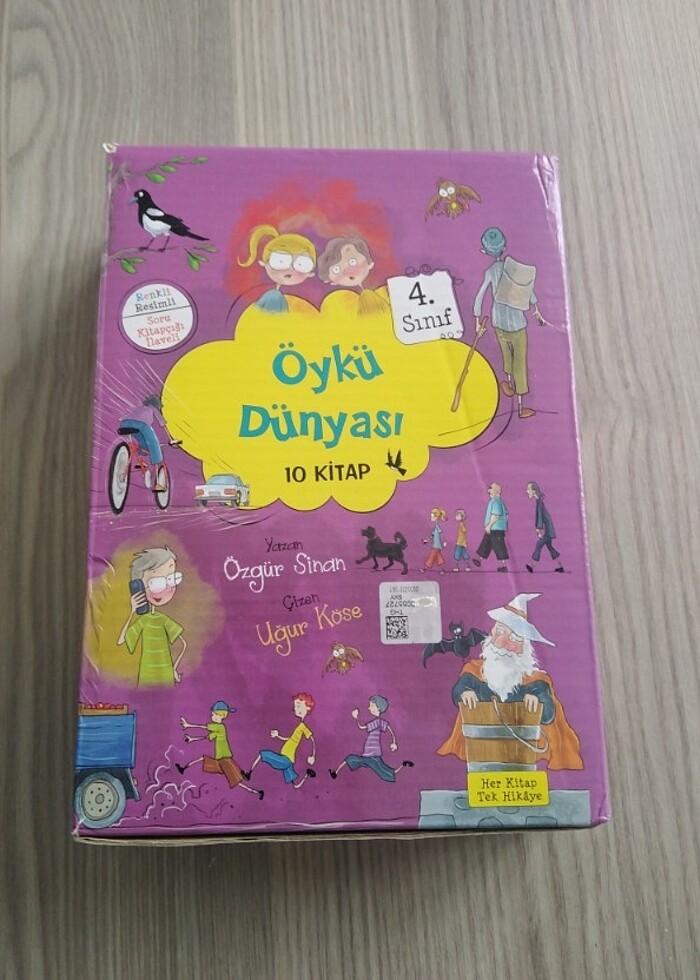 4.
Sınıf
Renkli
Resimli
Soru
Kitapçığı
İlaveli
Öykü
Dünyası
10 KİTAP
Yazan
Özgür Sinan
Çizen
Uğur Köse
THG
Her Kitap
Tek Hikâye